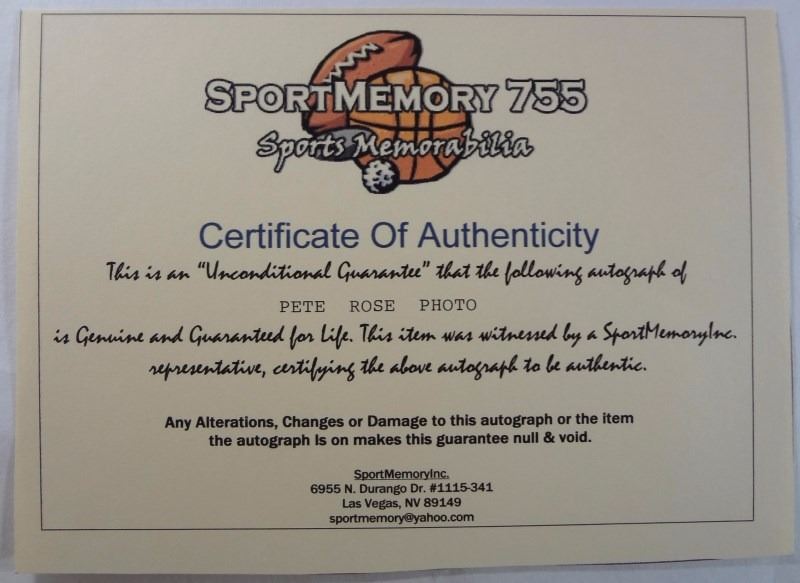 SPORTMEMORY 755
Sports Memorabilia
Certificate Of Authenticity
This is an "Unconditional Guarantee" that the following autograph of
PETE ROSE PHOTO
is Genuine and Guaranteed for Life. This item was witnessed by a SportMemoryInc.
representative, certifying the above autograph to be authentic.
Any Alterations, Changes or Damage to this autograph or the item
the autograph Is on makes this guarantee null & void.
SportMemoryInc.
6955 N. Durango Dr. #1115-341
Las Vegas, NV 89149
sportmemory@yahoo.com